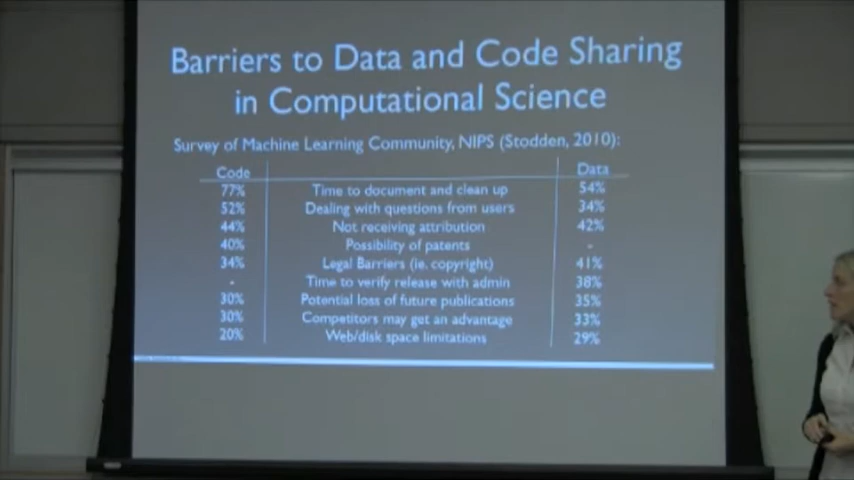 Barriers to Data and Code Sharing
in Computational Science
Survey of Machine Learning Community, NIPS (Stodden, 2010):
Code Data
77% Time to document and clean up 54%
52% Dealing with questions from users 34%
44% Not receiving attribution 42%
40% Possibility of patents -
34% Legal Barriers (ie. copyright) 41%
- Time to verify release with admin 38%
30% Potential loss of future publications 35%
30% Competitors may get an advantage 33%
20% Web/disk space limitations 29%